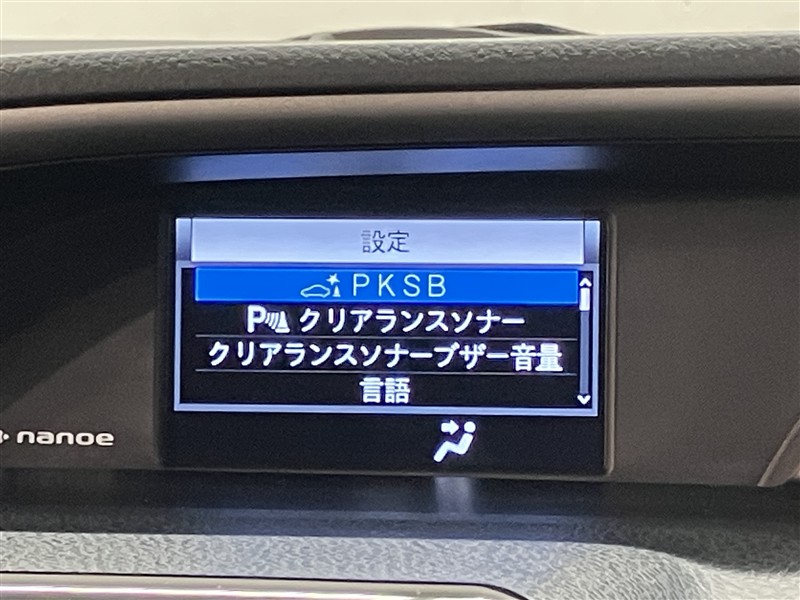 設定
PKSB
P クリアランスソナー
クリアランスソナーブザー音量
言語
nanoe